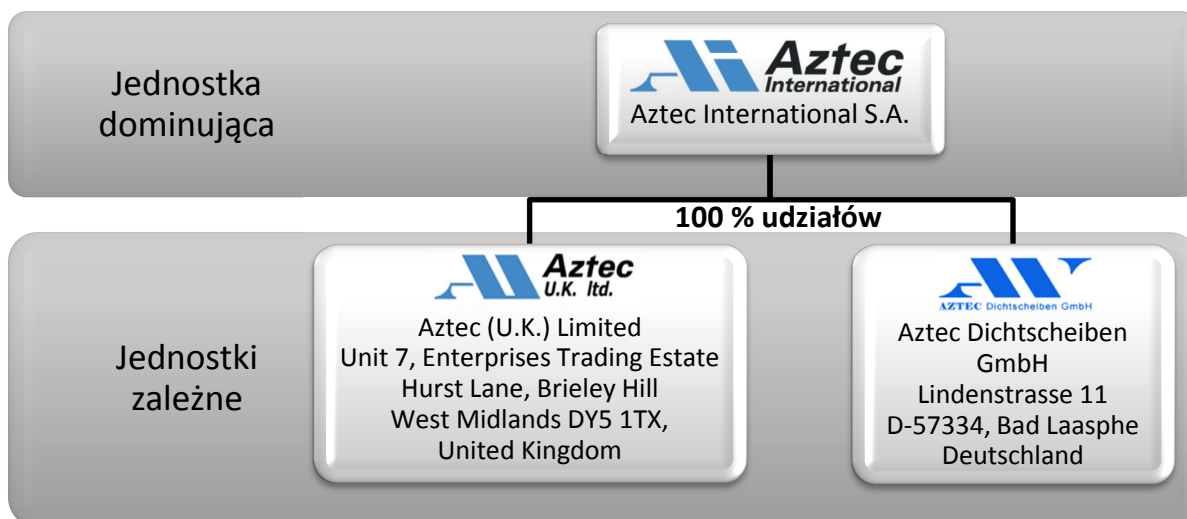 Jednostka
dominująca
Aztec
International
Aztec International S.A.
100 % udziałów
Jednostki
zależne
Aztec
U.K. ltd.
Aztec (U.K.) Limited
Unit 7, Enterprises Trading Estate
Hurst Lane, Brieley Hill
West Midlands DY5 1TX,
United Kingdom
AZTEC Dichtscheiben GmbH
Aztec Dichtscheiben
GmbH
Lindenstrasse 11
D-57334, Bad Laasphe
Deutschland